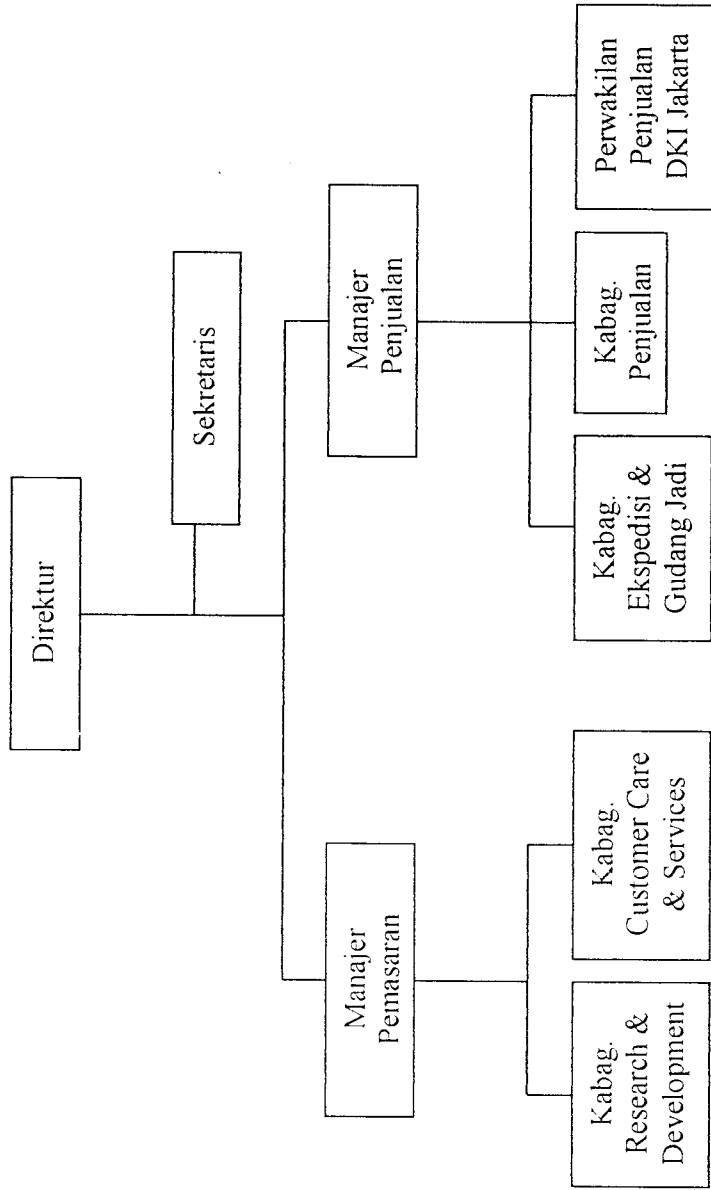 Direktur
Sekretaris
Manajer
Pemasaran
Manajer
Penjualan
Kabag.
Research &
Development
Kabag.
Customer Care
& Services
Kabag.
Ekspedisi &
Gudang Jadi
Kabag.
Penjualan
Perwakilan
Penjualan
DKI Jakarta